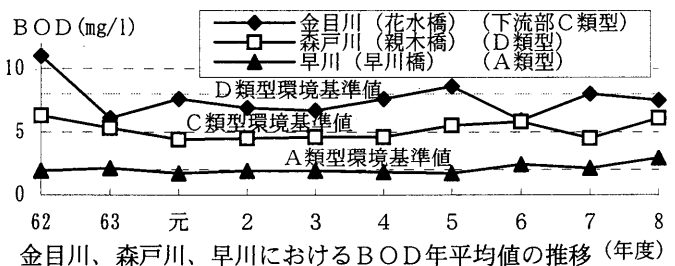 BOD(mg/l)
金目川（花水橋）（下流部C類型）
森戸川（親木橋）（D類型）
早川（早川橋）（A類型）
10
D類型環境基準値
5
C類型環境基準値
A類型環境基準値
0
62 63 元 2 3 4 5 6 7 8
金目川、森戸川、早川におけるBOD年平均値の推移（年度）